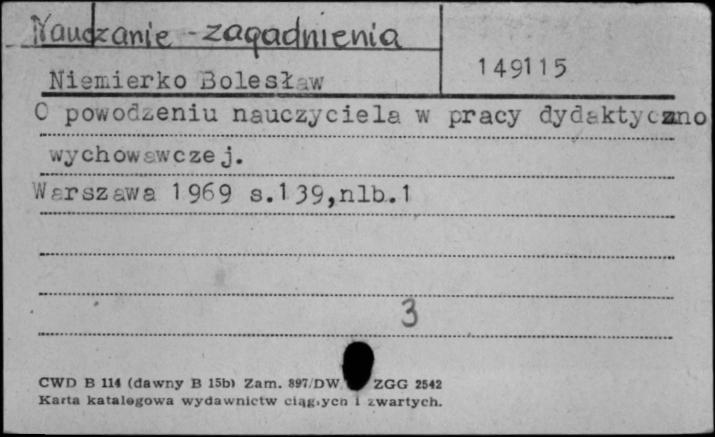 Nauczanie - zagadnienia
Niemierko Bolesław
149115
O powodzeniu nauczyciela w pracy dydaktyczno
wychowawczej.
Warszawa 1969 s.139,nlb.1
3
CWD B 114 (dawny B 15b) Zam. 897/DW ZGG 2542
Karta katalogowa wydawnictw ciągłych i zwartych.